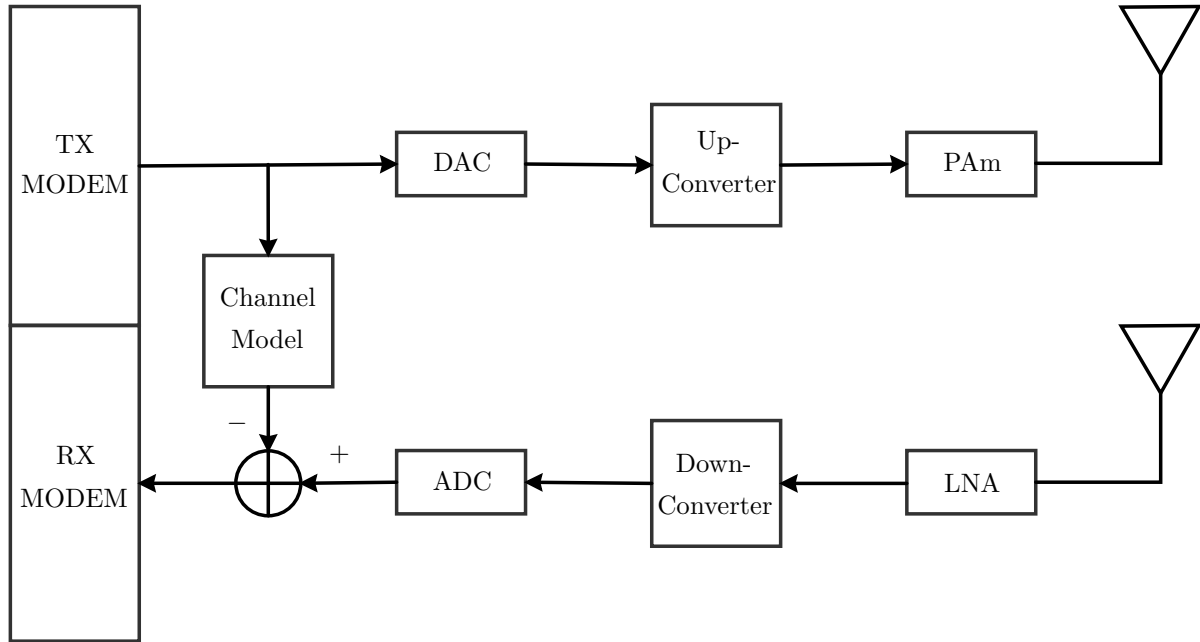 TX
MODEM
DAC
Up-
Converter
PAm
Channel
Model
−
+
RX
MODEM
ADC
Down-
Converter
LNA